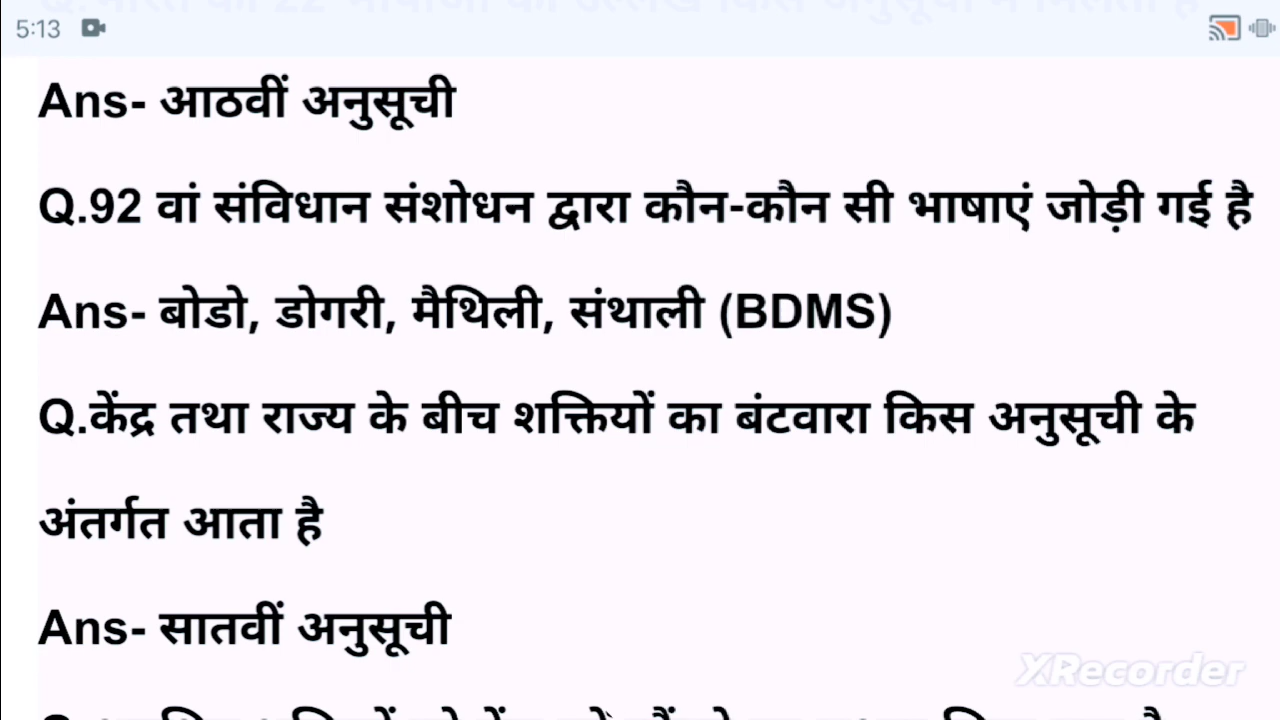 5:13
Ans- आठवीं अनुसूची
Q.92 वां संविधान संशोधन द्वारा कौन-कौन सी भाषाएं जोड़ी गई है
Ans- बोडो, डोगरी, मैथिली, संथाली (BDMS)
Q.केंद्र तथा राज्य के बीच शक्तियों का बंटवारा किस अनुसूची के
अंतर्गत आता है
Ans- सातवीं अनुसूची
XRecorder